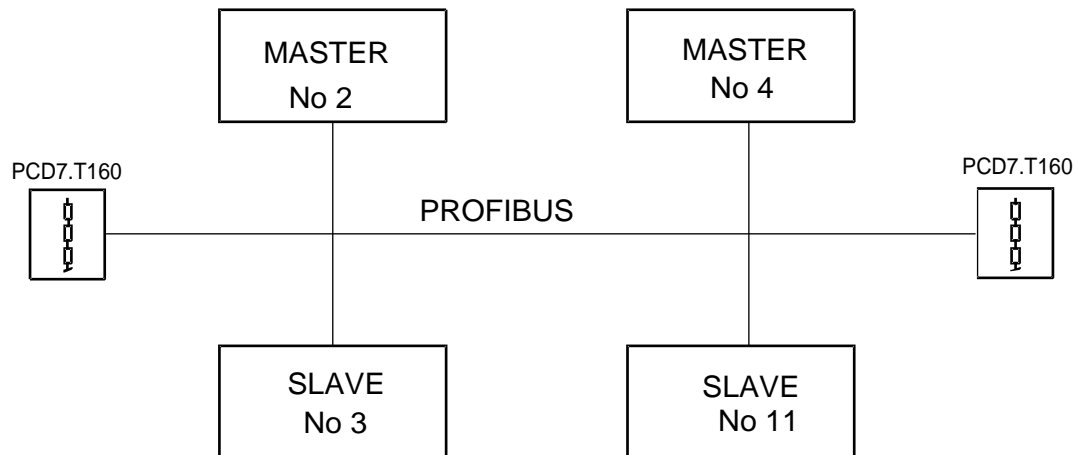 MASTER
No 2
MASTER
No 4
PCD7.T160
PCD7.T160
PROFIBUS
SLAVE
No 3
SLAVE
No 11